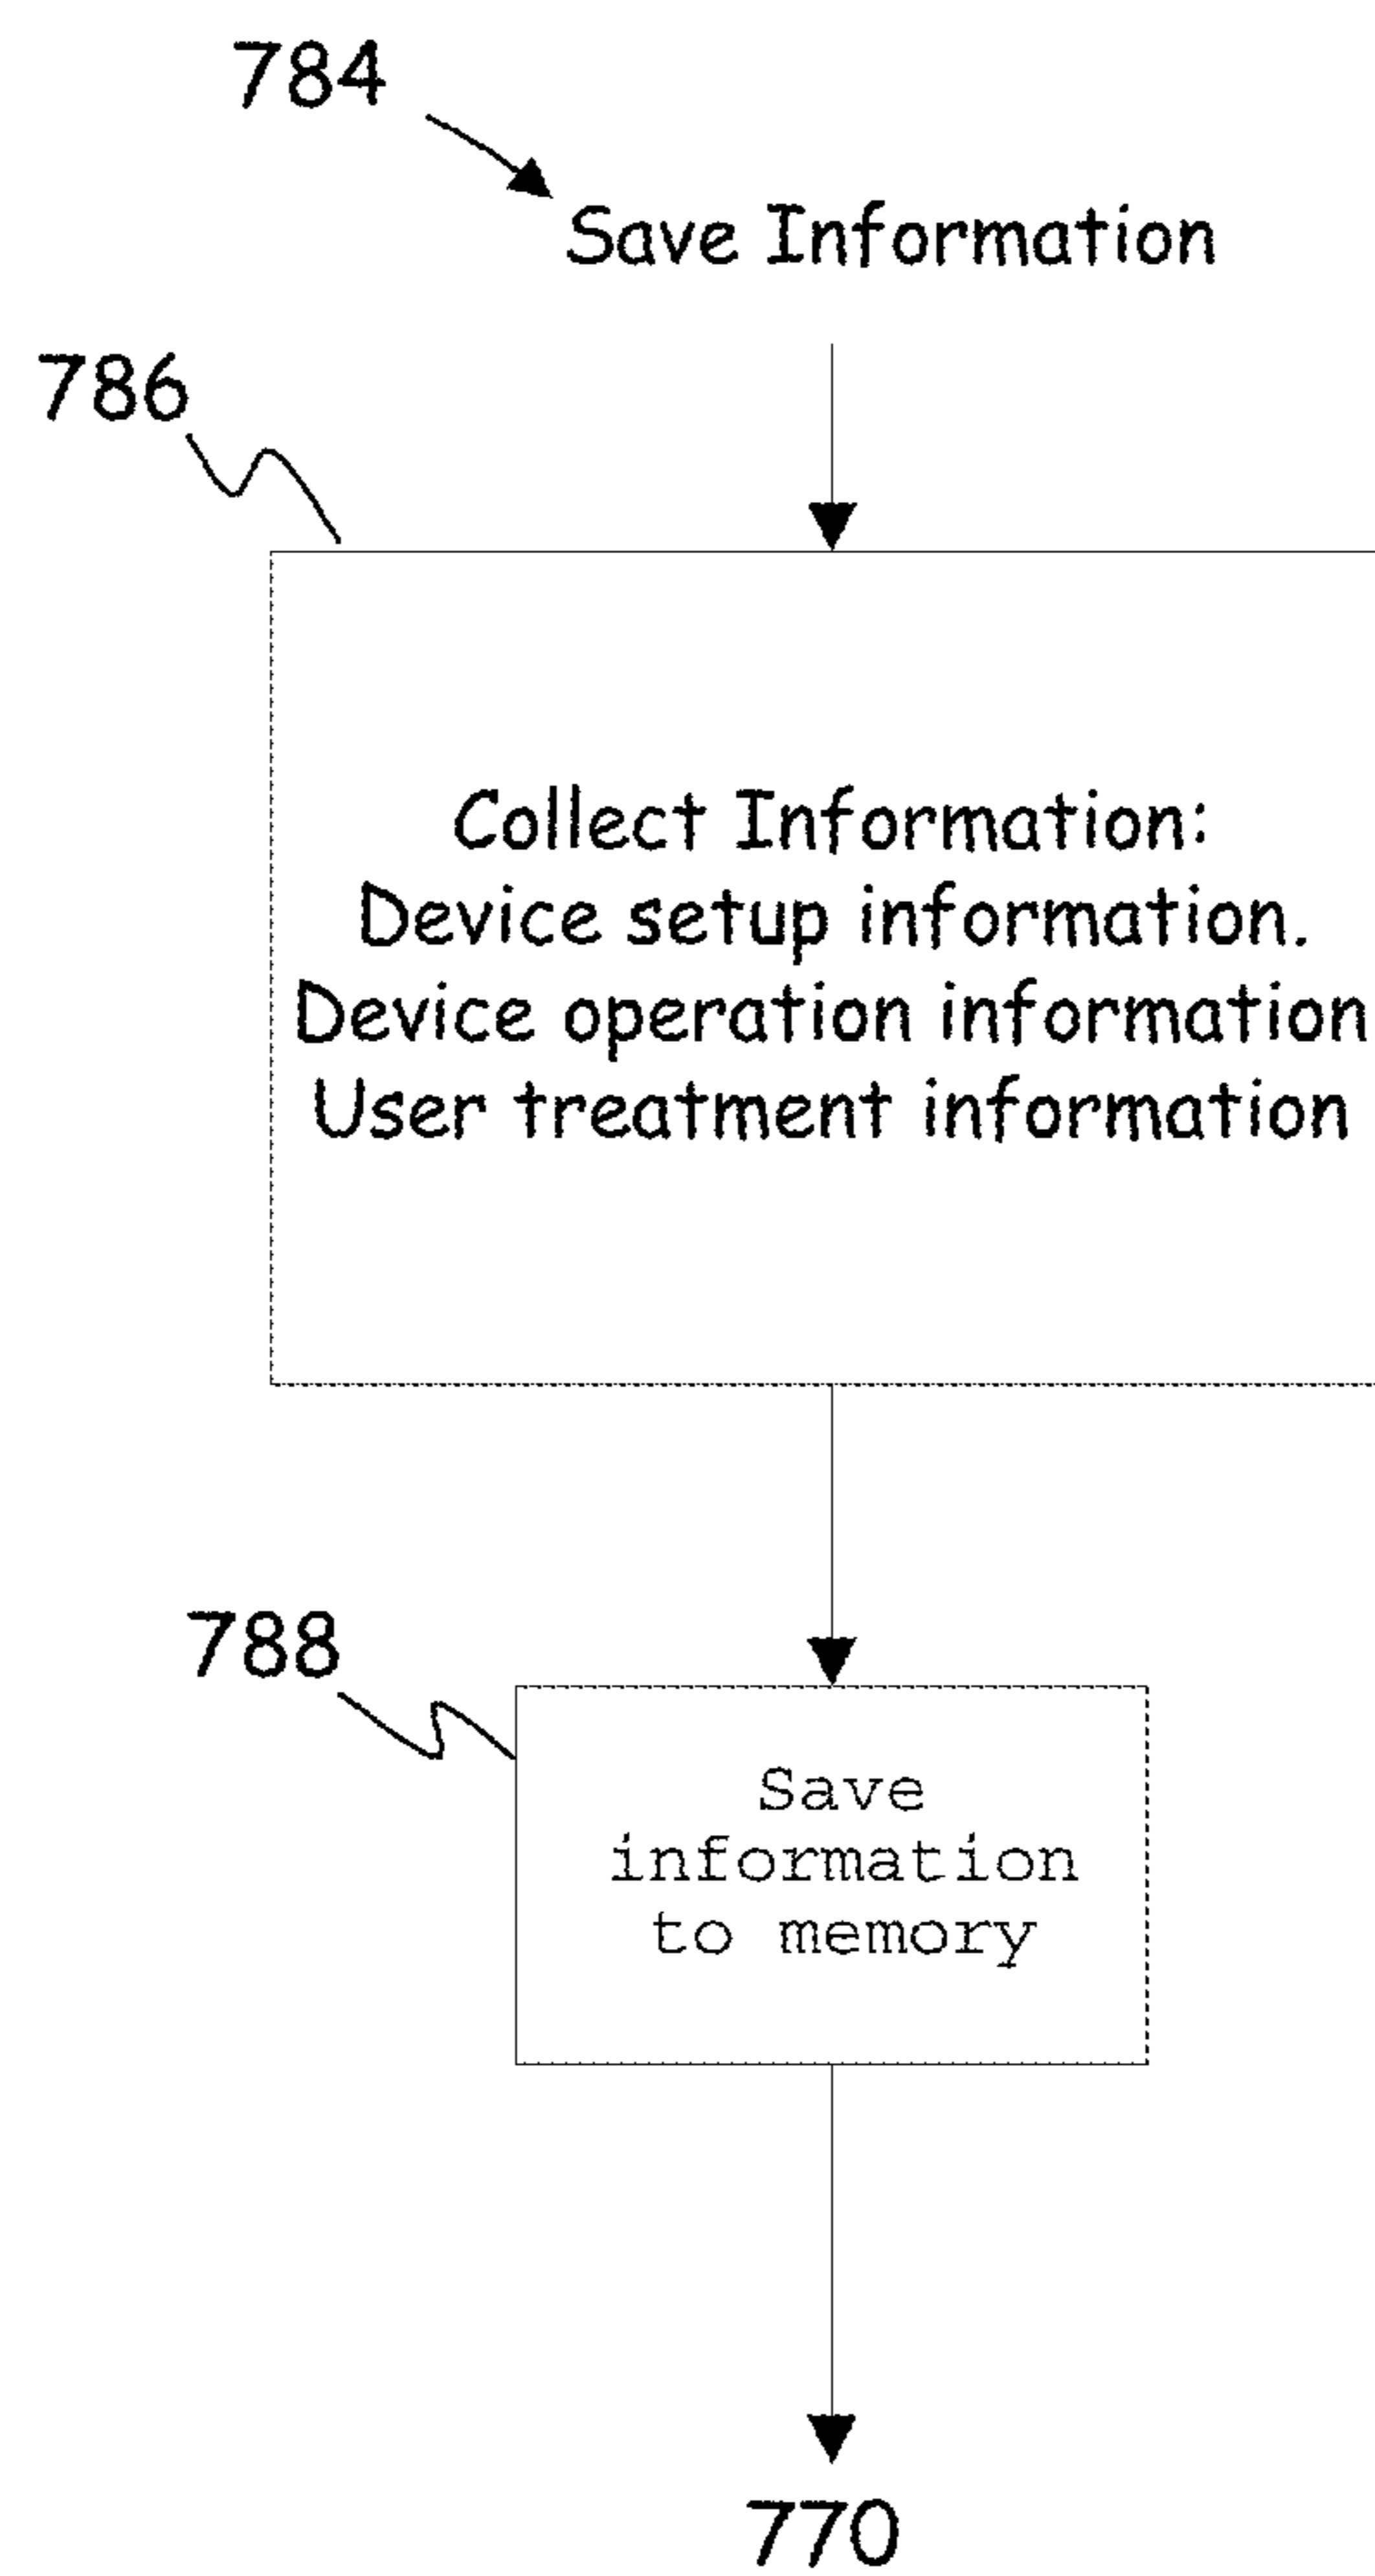 784
Save Information
786
Collect Information:
Device setup information.
Device operation information
User treatment information
788
Save
information
to memory
770